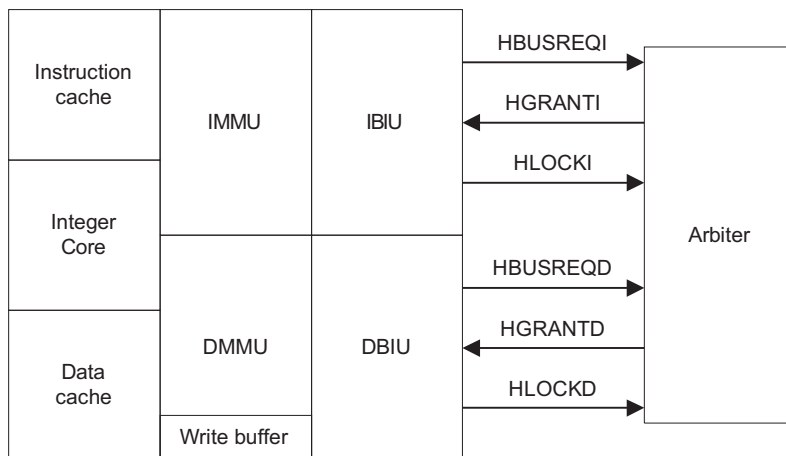 Instruction
cache
Integer
Core
Data
cache
IMMU
IBIU
DMMU
DBIU
Write buffer
HBUSREQI
HGRANTI
HLOCKI
HBUSREQD
HGRANTD
HLOCKD
Arbiter